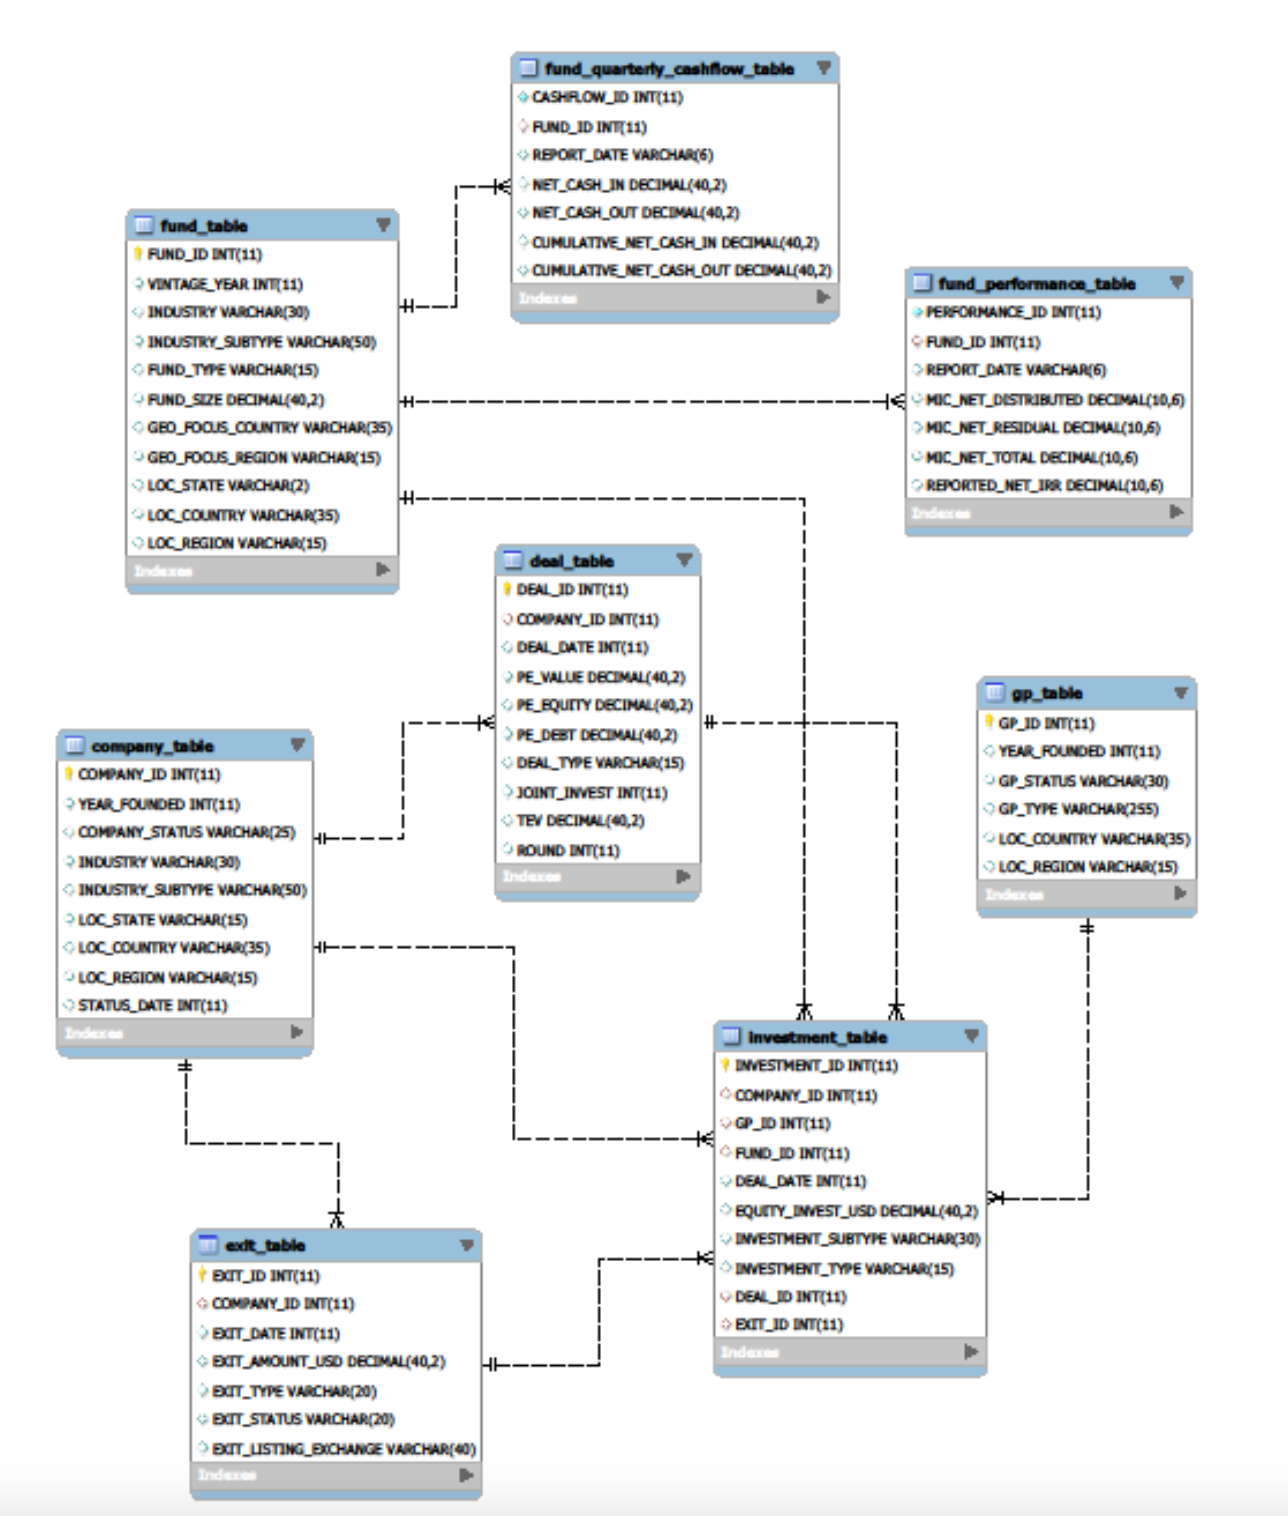 fund_quarterly_cashflow_table
CASHFLOW_ID INT(11)
FUND_ID INT(11)
REPORT_DATE VARCHAR(6)
NET_CASH_IN DECIMAL(40,2)
NET_CASH_OUT DECIMAL(40,2)
CUMULATIVE_NET_CASH_IN DECIMAL(40,2)
CUMULATIVE_NET_CASH_OUT DECIMAL(40,2)
Indexes
fund_table
FUND_ID INT(11)
VINTAGE_YEAR INT(11)
INDUSTRY VARCHAR(30)
INDUSTRY_SUBTYPE VARCHAR(50)
FUND_TYPE VARCHAR(15)
FUND_SIZE DECIMAL(40,2)
GEO_FOCUS_COUNTRY VARCHAR(35)
GEO_FOCUS_REGION VARCHAR(15)
LOC_STATE VARCHAR(2)
LOC_COUNTRY VARCHAR(35)
LOC_REGION VARCHAR(15)
Indexes
fund_performance_table
PERFORMANCE_ID INT(11)
FUND_ID INT(11)
REPORT_DATE VARCHAR(6)
MIC_NET_DISTRIBUTED DECIMAL(10,6)
MIC_NET_RESIDUAL DECIMAL(10,6)
MIC_NET_TOTAL DECIMAL(10,6)
REPORTED_NET_IRR DECIMAL(10,6)
Indexes
deal_table
DEAL_ID INT(11)
COMPANY_ID INT(11)
DEAL_DATE INT(11)
PE_VALUE DECIMAL(40,2)
PE_EQUITY DECIMAL(40,2)
PE_DEBT DECIMAL(40,2)
DEAL_TYPE VARCHAR(15)
JOINT_INVEST INT(11)
TEV DECIMAL(40,2)
ROUND INT(11)
Indexes
gp_table
GP_ID INT(11)
YEAR_FOUNDED INT(11)
GP_STATUS VARCHAR(30)
GP_TYPE VARCHAR(255)
LOC_COUNTRY VARCHAR(35)
LOC_REGION VARCHAR(15)
Indexes
company_table
COMPANY_ID INT(11)
YEAR_FOUNDED INT(11)
COMPANY_STATUS VARCHAR(25)
INDUSTRY VARCHAR(30)
INDUSTRY_SUBTYPE VARCHAR(50)
LOC_STATE VARCHAR(15)
LOC_COUNTRY VARCHAR(35)
LOC_REGION VARCHAR(15)
STATUS_DATE INT(11)
Indexes
investment_table
INVESTMENT_ID INT(11)
COMPANY_ID INT(11)
GP_ID INT(11)
FUND_ID INT(11)
DEAL_DATE INT(11)
EQUITY_INVEST_USD DECIMAL(40,2)
INVESTMENT_SUBTYPE VARCHAR(30)
INVESTMENT_TYPE VARCHAR(15)
DEAL_ID INT(11)
EXIT_ID INT(11)
Indexes
exit_table
EXIT_ID INT(11)
COMPANY_ID INT(11)
EXIT_DATE INT(11)
EXIT_AMOUNT_USD DECIMAL(40,2)
EXIT_TYPE VARCHAR(20)
EXIT_STATUS VARCHAR(20)
EXIT_LISTING_EXCHANGE VARCHAR(40)
Indexes